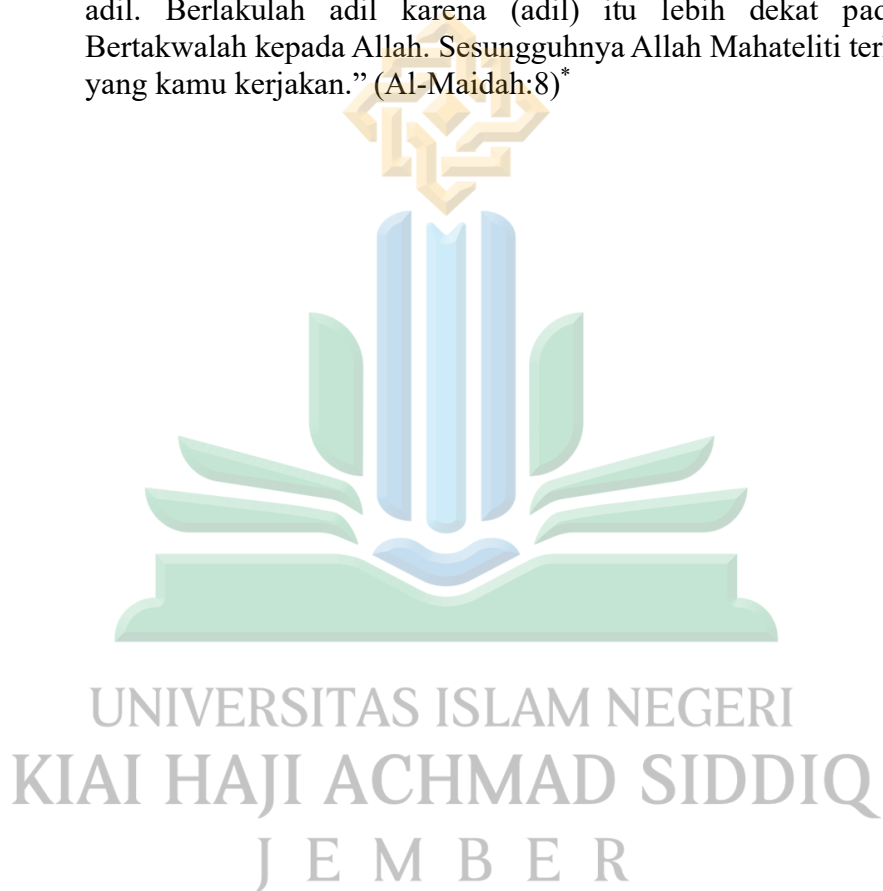 adil. Berlakulah adil karena (adil) itu lebih dekat
Bertakwalah kepada Allah. Sesungguhnya Allah Mahateliti
yang kamu kerjakan.” (Al-Maidah:8)*
UNIVERSITAS ISLAM NEGERI
KIAI HAJI ACHMAD SIDDIQ
JEMBER